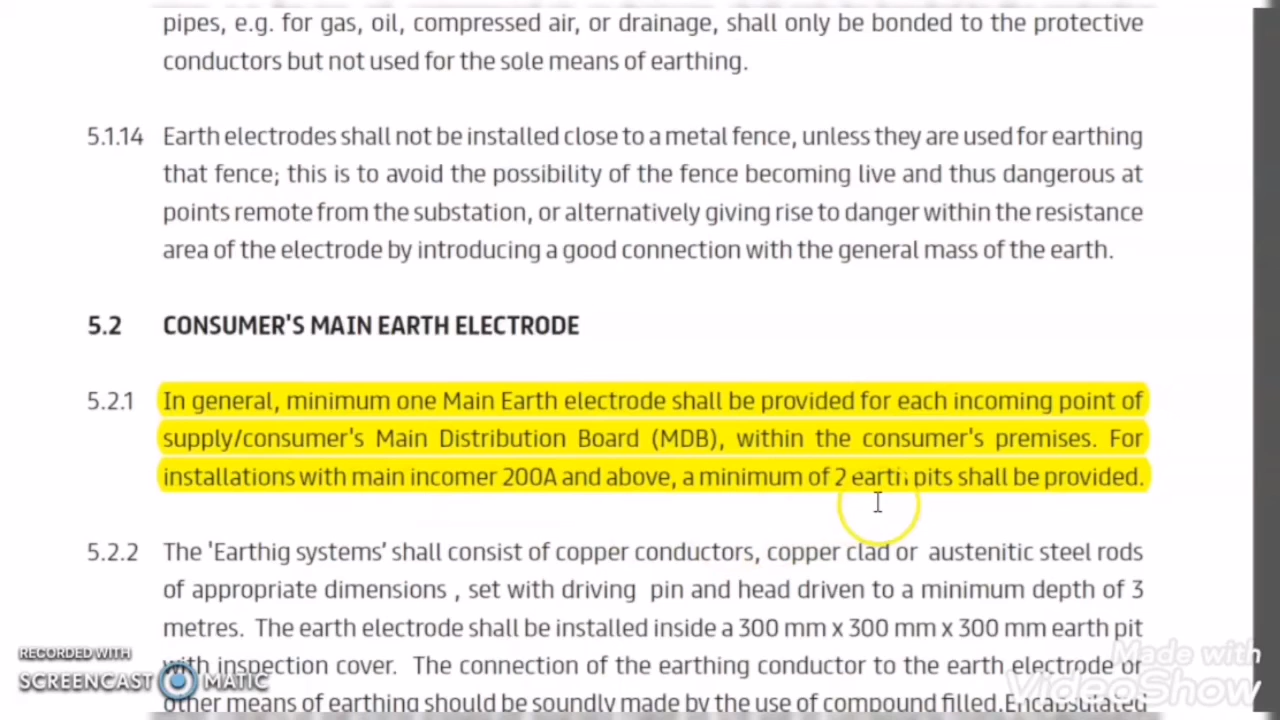 pipes, e.g. for gas, oil, compressed air, or drainage, shall only be bonded to the protective
conductors but not used for the sole means of earthing.
5.1.14 Earth electrodes shall not be installed close to a metal fence, unless they are used for earthing
that fence; this is to avoid the possibility of the fence becoming live and thus dangerous at
points remote from the substation, or alternatively giving rise to danger within the resistance
area of the electrode by introducing a good connection with the general mass of the earth.
5.2 CONSUMER'S MAIN EARTH ELECTRODE
5.2.1 In general, minimum one Main Earth electrode shall be provided for each incoming point of
supply/consumer's Main Distribution Board (MDB), within the consumer's premises. For
installations with main incomer 200A and above, a minimum of 2 earth pits shall be provided.
5.2.2 The 'Earthig systems' shall consist of copper conductors, copper clad or austenitic steel rods
of appropriate dimensions , set with driving pin and head driven to a minimum depth of 3
metres. The earth electrode shall be installed inside a 300 mm x 300 mm x 300 mm earth pit
with inspection cover. The connection of the earthing conductor to the earth electrode or
other means of earthing should be soundly made by the use of compound filled.Encapsulated
RECORDED WITH
SCREENCAST MATIC
Made with
VideoShow